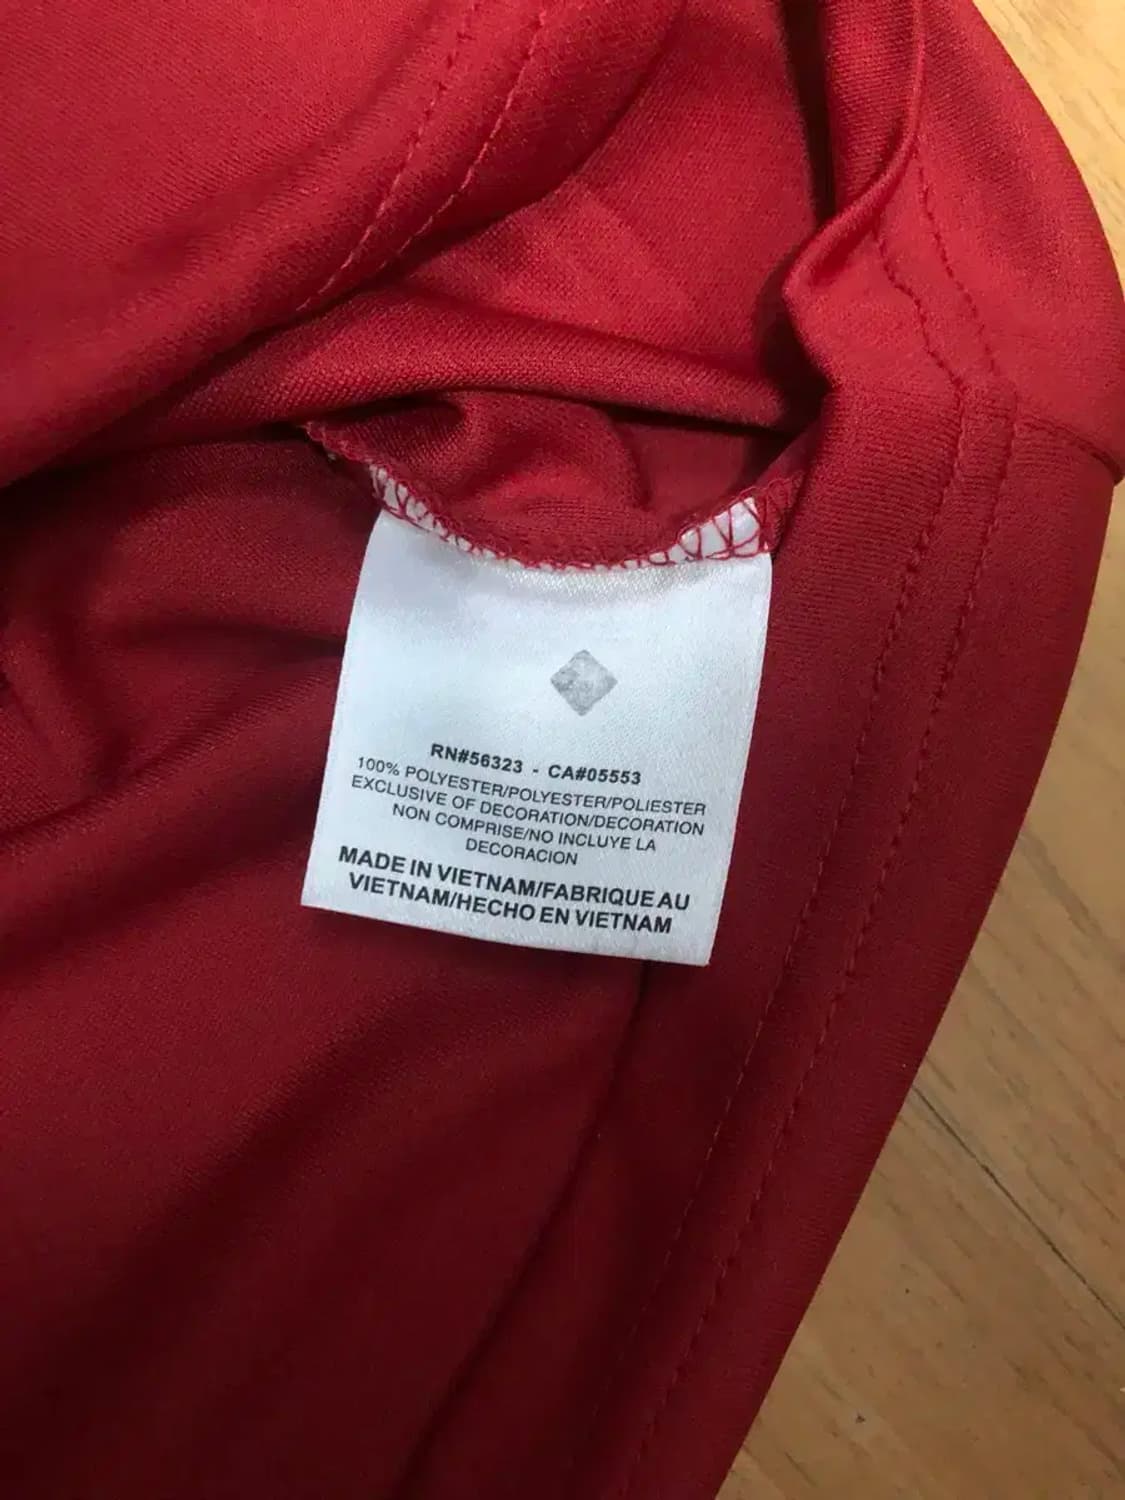 RN#56323 - CA#05553
100% POLYESTER/POLYESTER/POLIESTER
EXCLUSIVE OF DECORATION/DECORATION
NON COMPRISE/NO INCLUYE LA
DECORACION
MADE IN VIETNAM/FABRIQUE AU
VIETNAM/HECHO EN VIETNAM